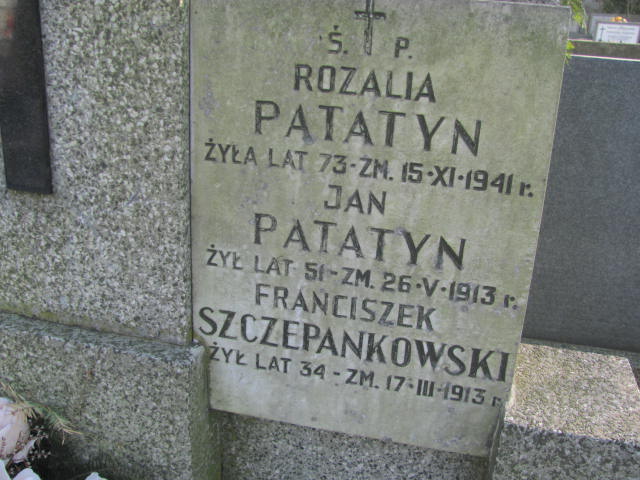 Ś. P.
ROZALIA
PATATYN
ŻYŁA LAT 73-ZM. 15·XI·1941 r.
JAN
PATATYN
ŻYŁ LAT 51-ZM. 26·V·1913 r.
FRANCISZEK
SZCZEPANKOWSKI
ŻYŁ LAT 34 - ZM. 17·III·1913 r.